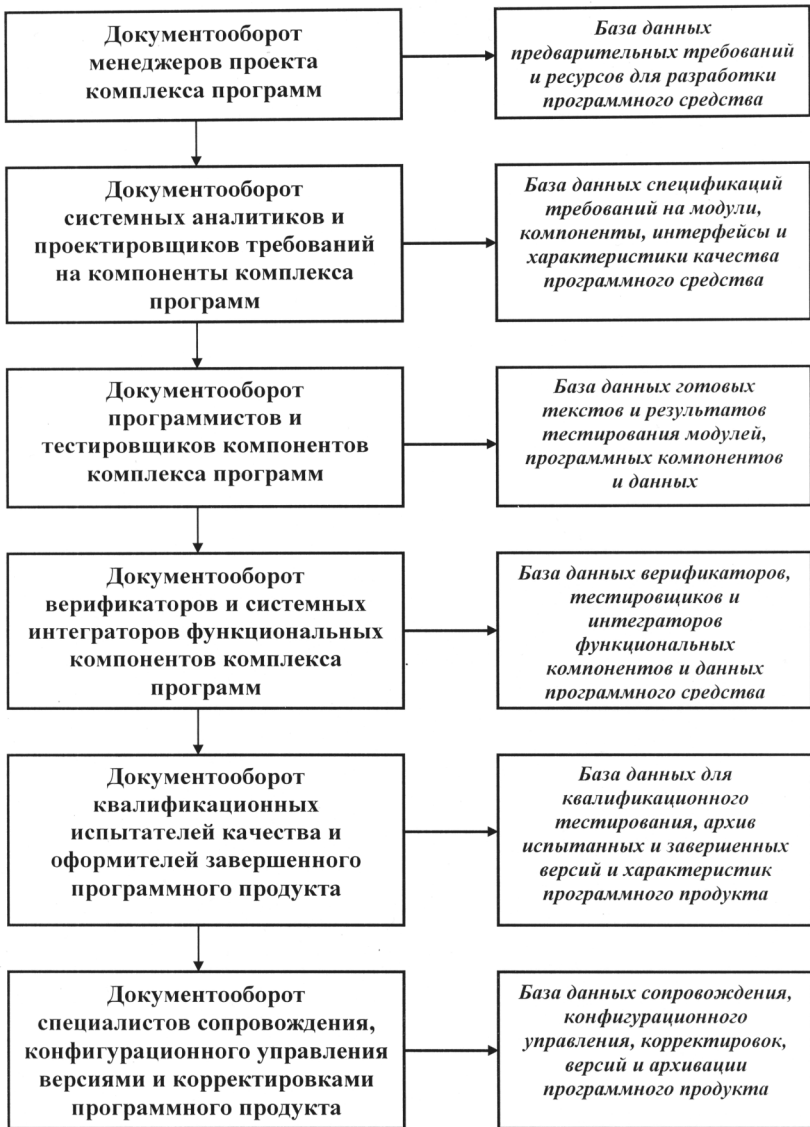 Документооборот
менеджеров проекта
комплекса программ
База данных
предварительных требований
и ресурсов для разработки
программного средства
Документооборот
системных аналитиков и
проектировщиков требований
на компоненты комплекса
программ
База данных спецификаций
требований на модули,
компоненты, интерфейсы и
характеристики качества
программного средства
Документооборот
программистов и
тестировщиков компонентов
комплекса программ
База данных готовых
текстов и результатов
тестирования модулей,
программных компонентов
и данных
Документооборот
верификаторов и системных
интеграторов функциональных
компонентов комплекса
программ
База данных верификаторов,
тестировщиков и
интеграторов
функциональных
компонентов и данных
программного средства
Документооборот
квалификационных
испытателей качества и
оформителей завершенного
программного продукта
База данных для
квалификационного
тестирования, архив
испытанных и завершенных
версий и характеристик
программного продукта
Документооборот
специалистов сопровождения,
конфигурационного управления
версиями и корректировками
программного продукта
База данных сопровождения,
конфигурационного
управления, корректировок,
версий и архивации
программного продукта